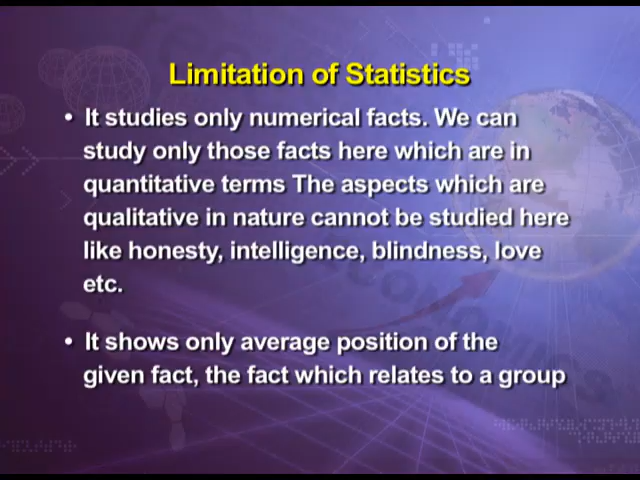 Limitation of Statistics
• It studies only numerical facts. We can
study only those facts here which are in
quantitative terms The aspects which are
qualitative in nature cannot be studied here
like honesty, intelligence, blindness, love
etc.
• It shows only average position of the
given fact, the fact which relates to a group